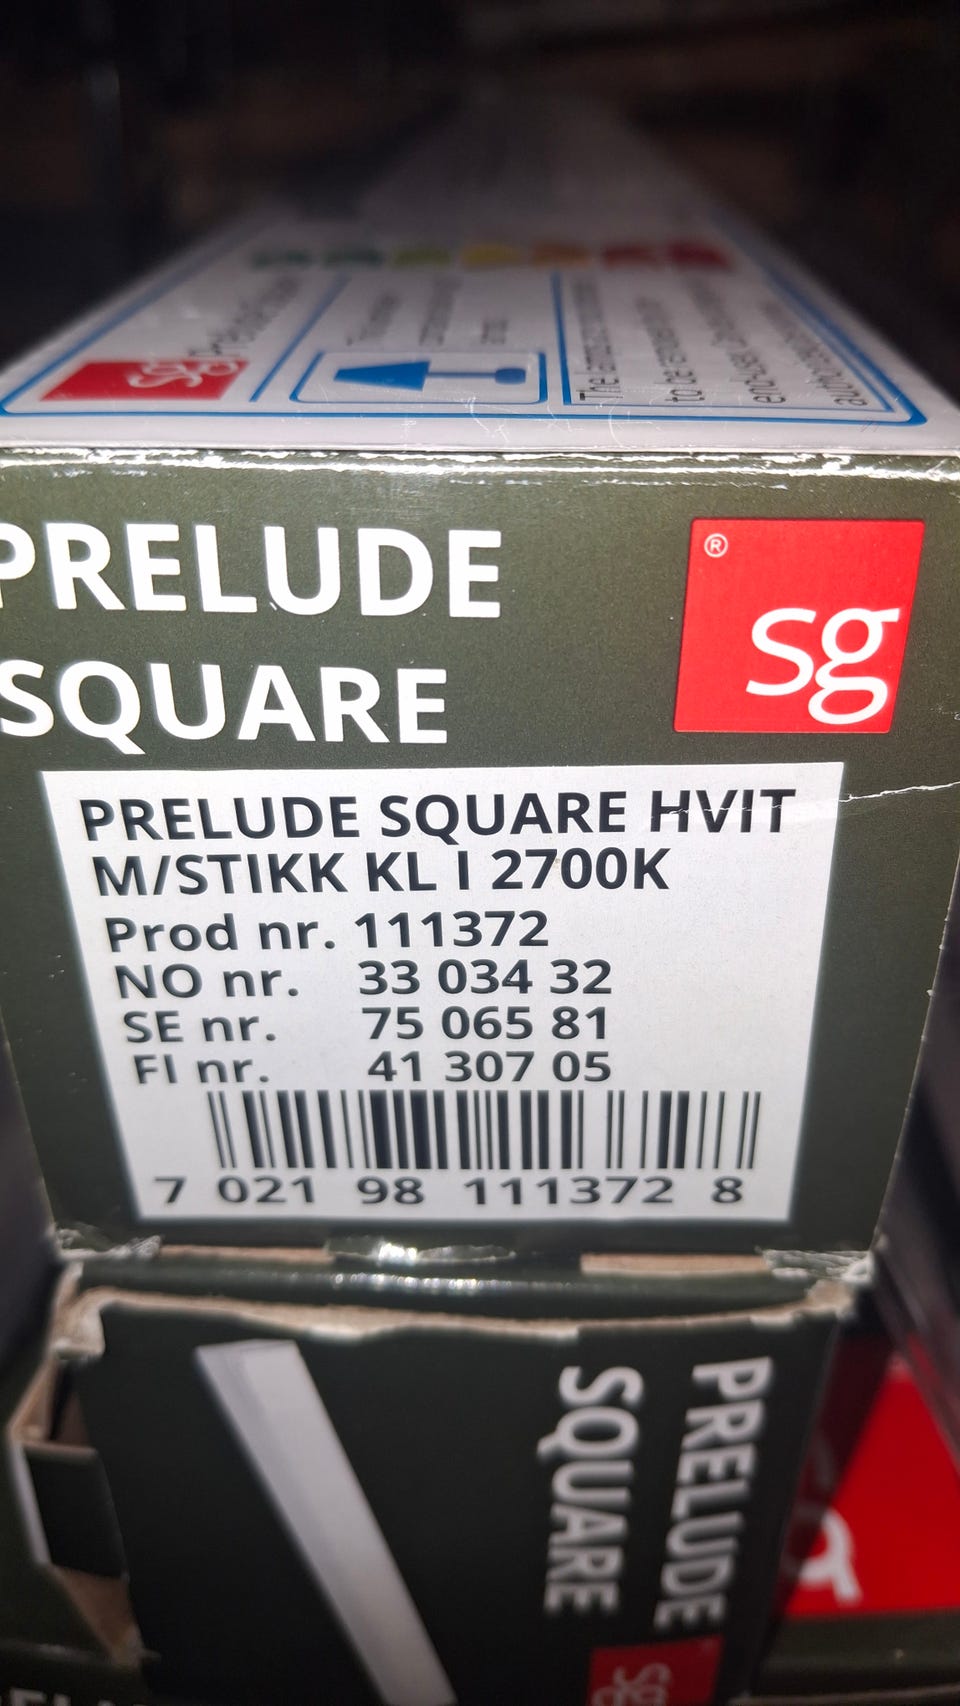 PRELUDE
SQUARE
® sg
PRELUDE SQUARE HVIT
M/STIKK KL I 2700K
Prod nr. 111372
NO nr. 33 034 32
SE nr. 75 065 81
FI nr. 41 307 05
7 021 98 111372 8
PRELUDE
SQUARE
sg